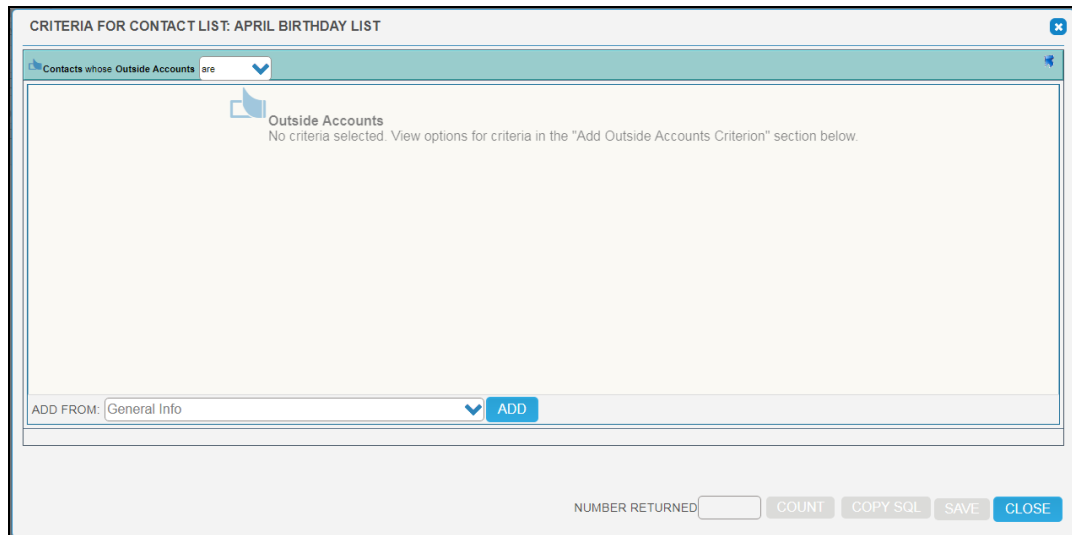 CRITERIA FOR CONTACT LIST: APRIL BIRTHDAY LIST
Contacts whose Outside Accounts are
Outside Accounts
No criteria selected. View options for criteria in the "Add Outside Accounts Criterion" section below.
ADD FROM: General Info ADD
NUMBER RETURNED COUNT COPY SQL SAVE CLOSE